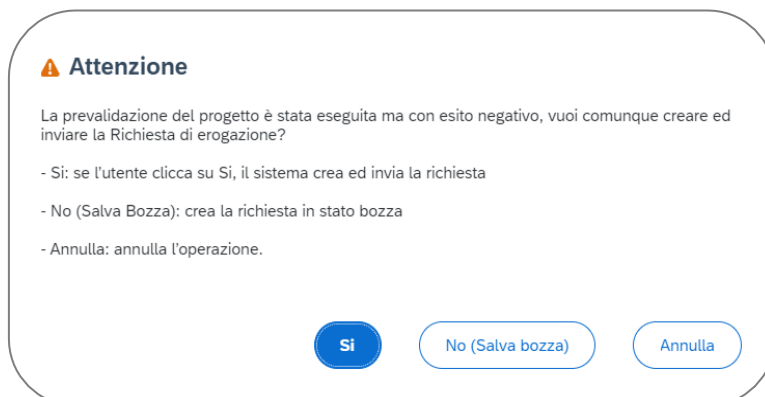 Attenzione
La prevalidazione del progetto è stata eseguita ma con esito negativo, vuoi comunque creare ed
inviare la Richiesta di erogazione?
- Si: se l'utente clicca su Si, il sistema crea ed invia la richiesta
- No (Salva Bozza): crea la richiesta in stato bozza
- Annulla: annulla l'operazione.
Si
No (Salva bozza)
Annulla